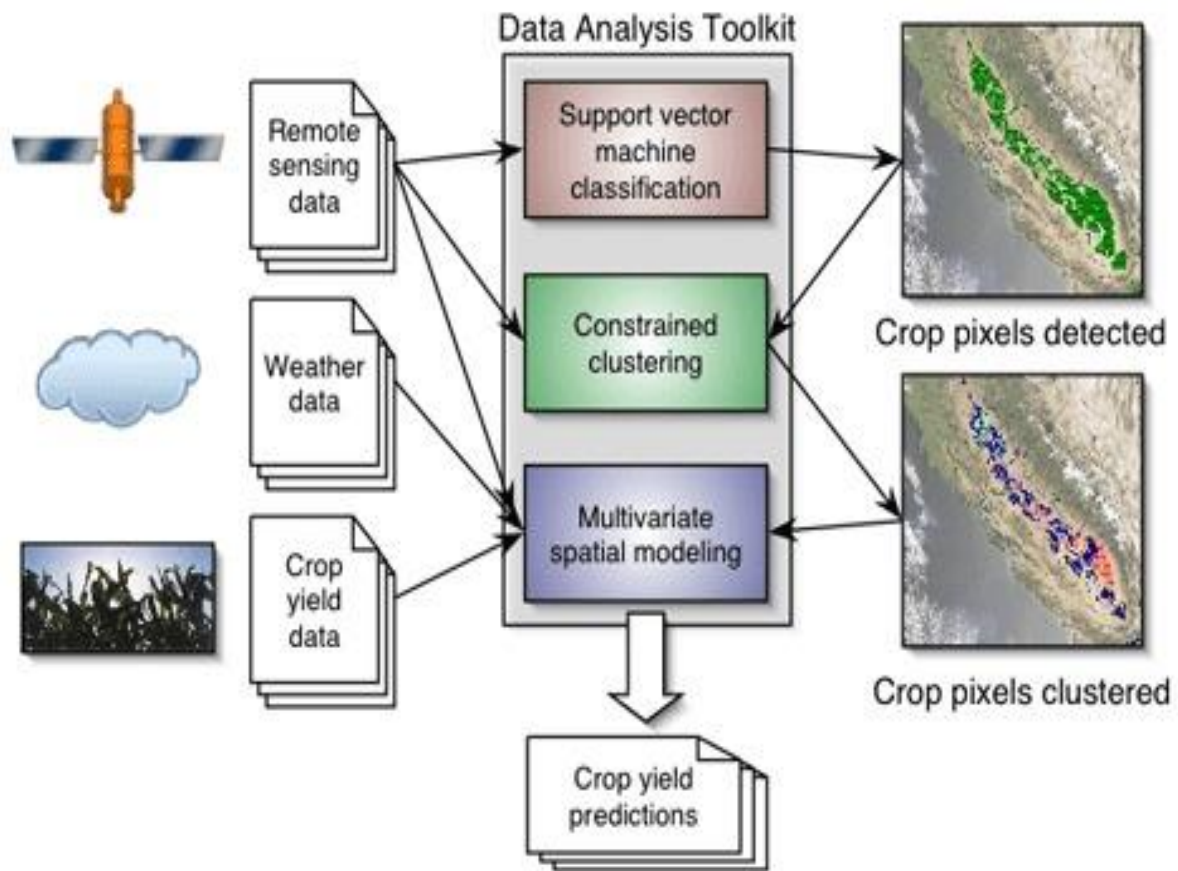 Data Analysis Toolkit
Remote
sensing
data
Support vector
machine
classification
Crop pixels detected
Weather
data
Constrained
clustering
Crop
yield
data
Multivariate
spatial modeling
Crop pixels clustered
Crop yield
predictions